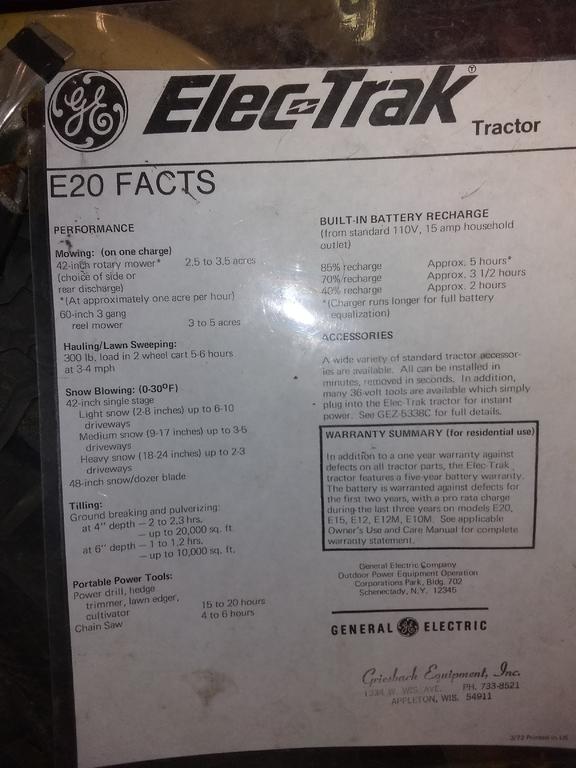 GE Elec-Trak ® Tractor
E20 FACTS
PERFORMANCE
Mowing: (on one charge)
42-inch rotary mower* 2.5 to 3.5 acres
(choice of side or
rear discharge)
*(At approximately one acre per hour)
60-inch 3 gang
reel mower 3 to 5 acres
Hauling/Lawn Sweeping:
300 lb. load in 2 wheel cart 5-6 hours
at 3-4 mph
Snow Blowing: (0-30°F)
42-inch single stage
Light snow (2-8 inches) up to 6-10
driveways
Medium snow (9-17 inches) up to 3-5
driveways
Heavy snow (18-24 inches) up to 2-3
driveways
48-inch snow/dozer blade
Tilling:
Ground breaking and pulverizing:
at 4" depth — 2 to 2.3 hrs.
— up to 20,000 sq. ft.
at 6" depth — 1 to 1.2 hrs.
— up to 10,000 sq. ft.
Portable Power Tools:
Power drill, hedge
trimmer, lawn edger,
cultivator 15 to 20 hours
Chain Saw 4 to 6 hours
BUILT-IN BATTERY RECHARGE
(from standard 110V, 15 amp household
outlet)
85% recharge Approx. 5 hours*
70% recharge Approx. 3 1/2 hours
40% recharge Approx. 2 hours
*(Charger runs longer for full battery
equalization)
ACCESSORIES
A wide variety of standard tractor accessor-
ies are available. All can be installed in
minutes, removed in seconds. In addition,
many 36-volt tools are available which simply
plug into the Elec-Trak tractor for instant
power. See GEZ-5338C for full details.
WARRANTY SUMMARY (for residential use)
In addition to a one year warranty against
defects on all tractor parts, the Elec-Trak
tractor features a five-year battery warranty.
The battery is warranted against defects for
the first two years, with a pro rata charge
during the last three years on models E20,
E15, E12, E12M, E10M. See applicable
Owner's Use and Care Manual for complete
warranty statement.
General Electric Company
Outdoor Power Equipment Operation
Corporations Park, Bldg. 702
Schenectady, N.Y. 12345
GENERAL GE ELECTRIC
Griesbach Equipment, Inc.
1334 W. WIS. AVE. PH. 733-8521
APPLETON, WIS. 54911
3/72 Printed in US